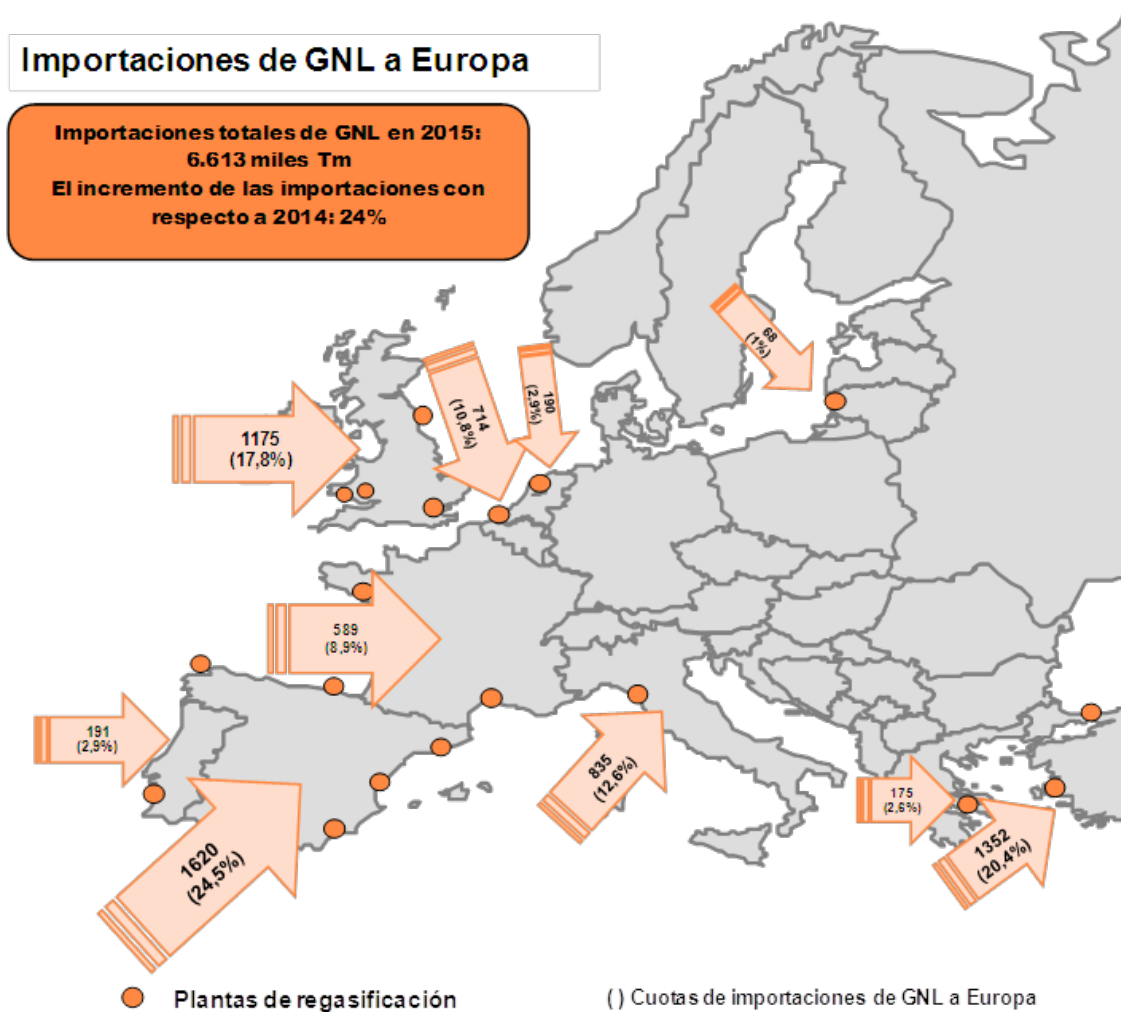 Importaciones de GNL a Europa
Importaciones totales de GNL en 2015:
6.613 miles Tm
El incremento de las importaciones con
respecto a 2014: 24%
68
(1%)
190
(2,9%)
714
(10,8%)
1175
(17,8%)
589
(8,9%)
191
(2,9%)
835
(12,6%)
175
(2,6%)
1352
(20,4%)
1620
(24,5%)
Plantas de regasificación
( ) Cuotas de importaciones de GNL a Europa